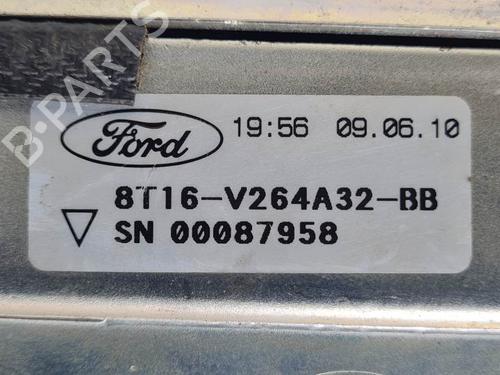 B-PARTS
Ford 19:56 09.06.10
8T16-V264A32-BB
SN 00087958